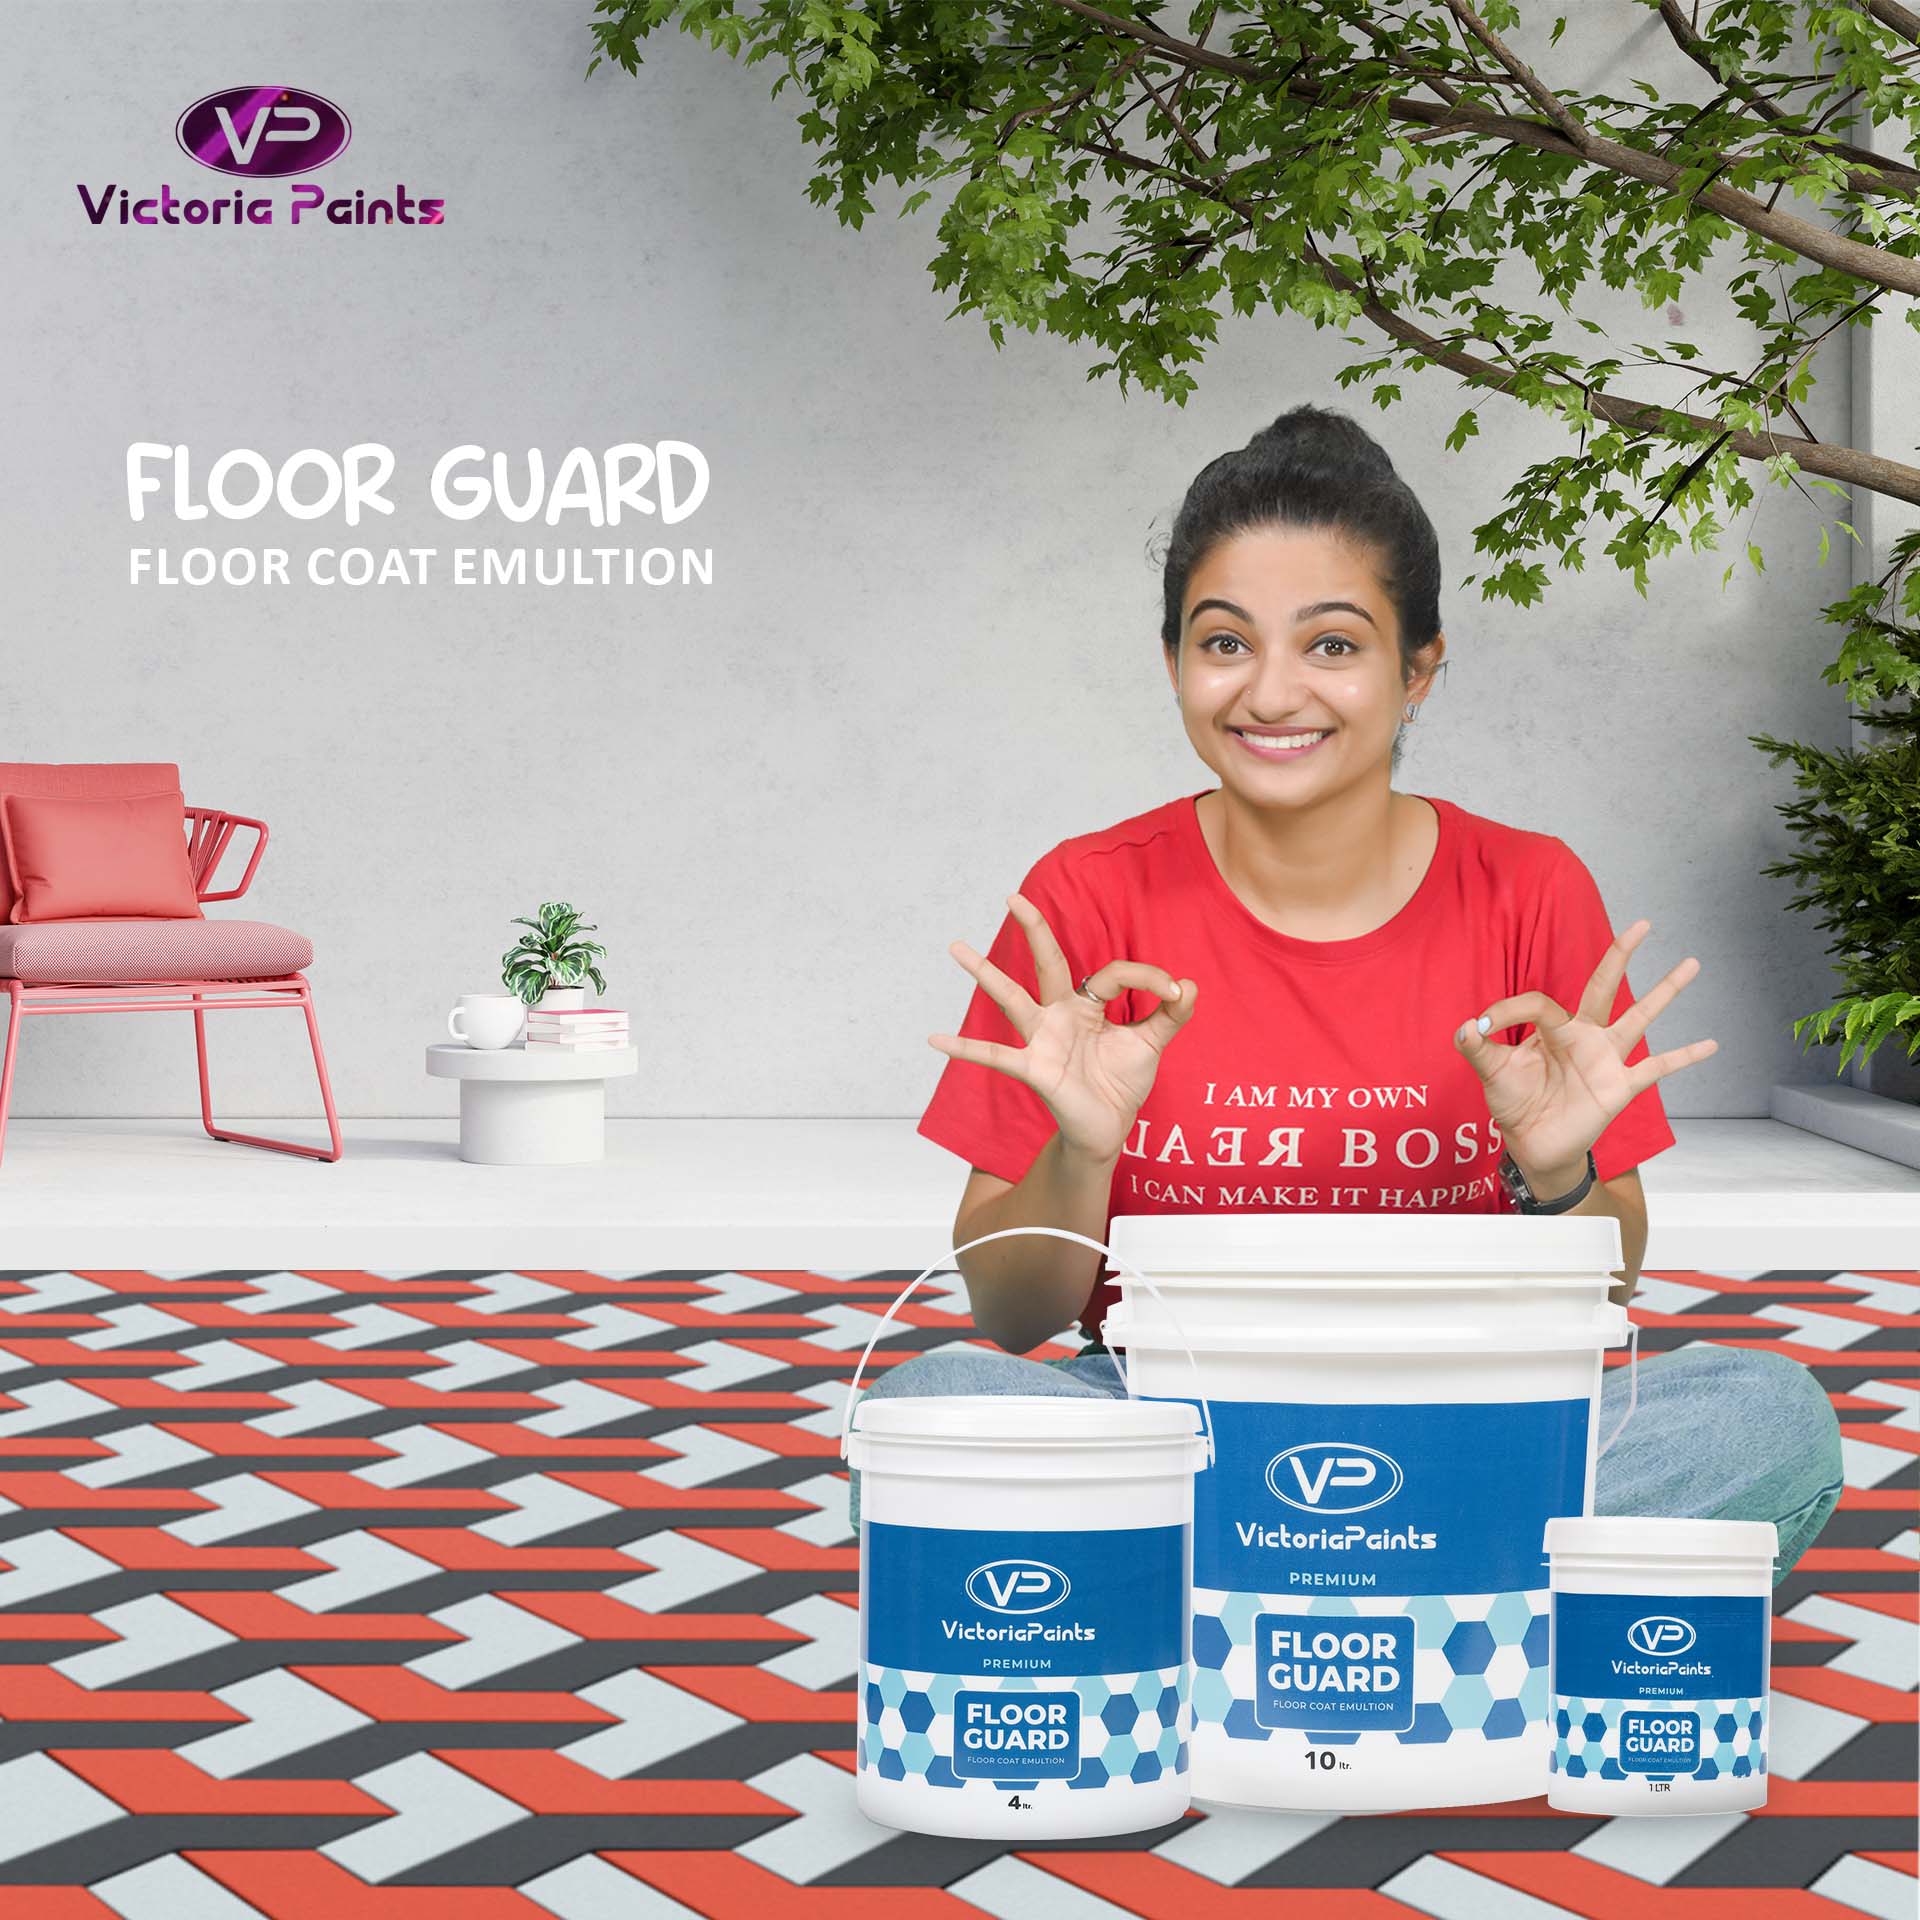 VP
Victoria Paints
FLOOR GUARD
FLOOR COAT EMULTION
I AM MY OWN
REAL BOSS
I CAN MAKE IT HAPPEN
VP
VictoriaPaints
PREMIUM
FLOOR
GUARD
FLOOR COAT EMULTION
10 ltr.
VP
VictoriaPaints
PREMIUM
FLOOR
GUARD
FLOOR COAT EMULTION
4 ltr.
VP
VictoriaPaints
PREMIUM
FLOOR
GUARD
FLOOR COAT EMULTION
1 LTR